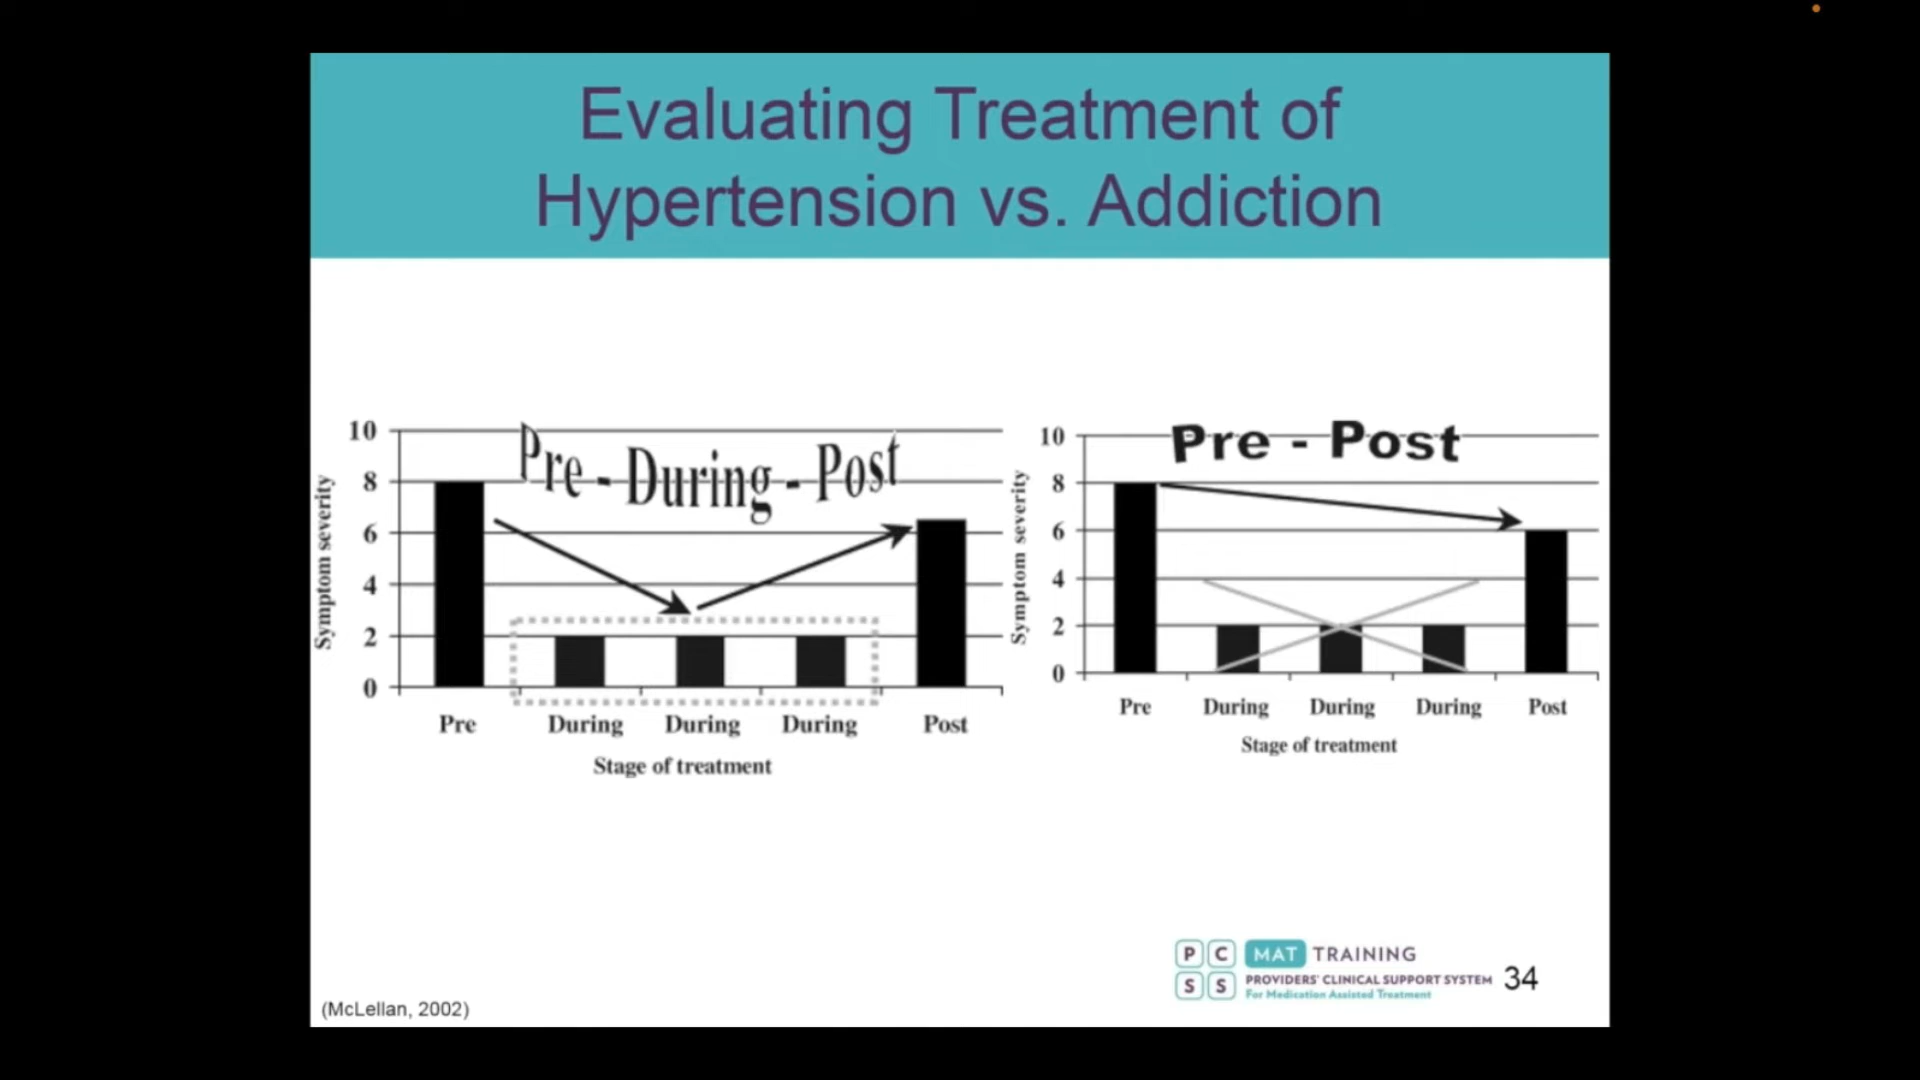 Evaluating Treatment of
Hypertension vs. Addiction
Pre - During - Post
10
8
6
4
2
0
Symptom severity
Pre During During During Post
Stage of treatment
Pre - Post
10
8
6
4
2
0
Symptom severity
Pre During During During Post
Stage of treatment
P C
S S
MAT TRAINING
PROVIDERS' CLINICAL SUPPORT SYSTEM
For Medication Assisted Treatment
34
(McLellan, 2002)